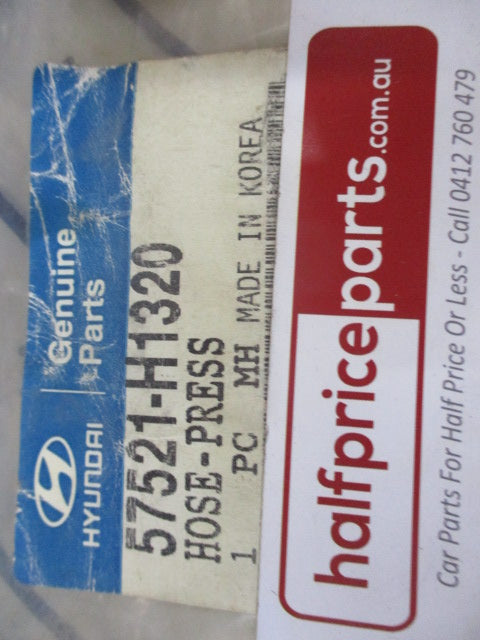 HYUNDAI
Genuine
Parts
57521-H1320
HOSE-PRESS
1 PC MH MADE IN KOREA
halfpriceparts.com.au
Car Parts For Half Price Or Less - Call 0412 760 479